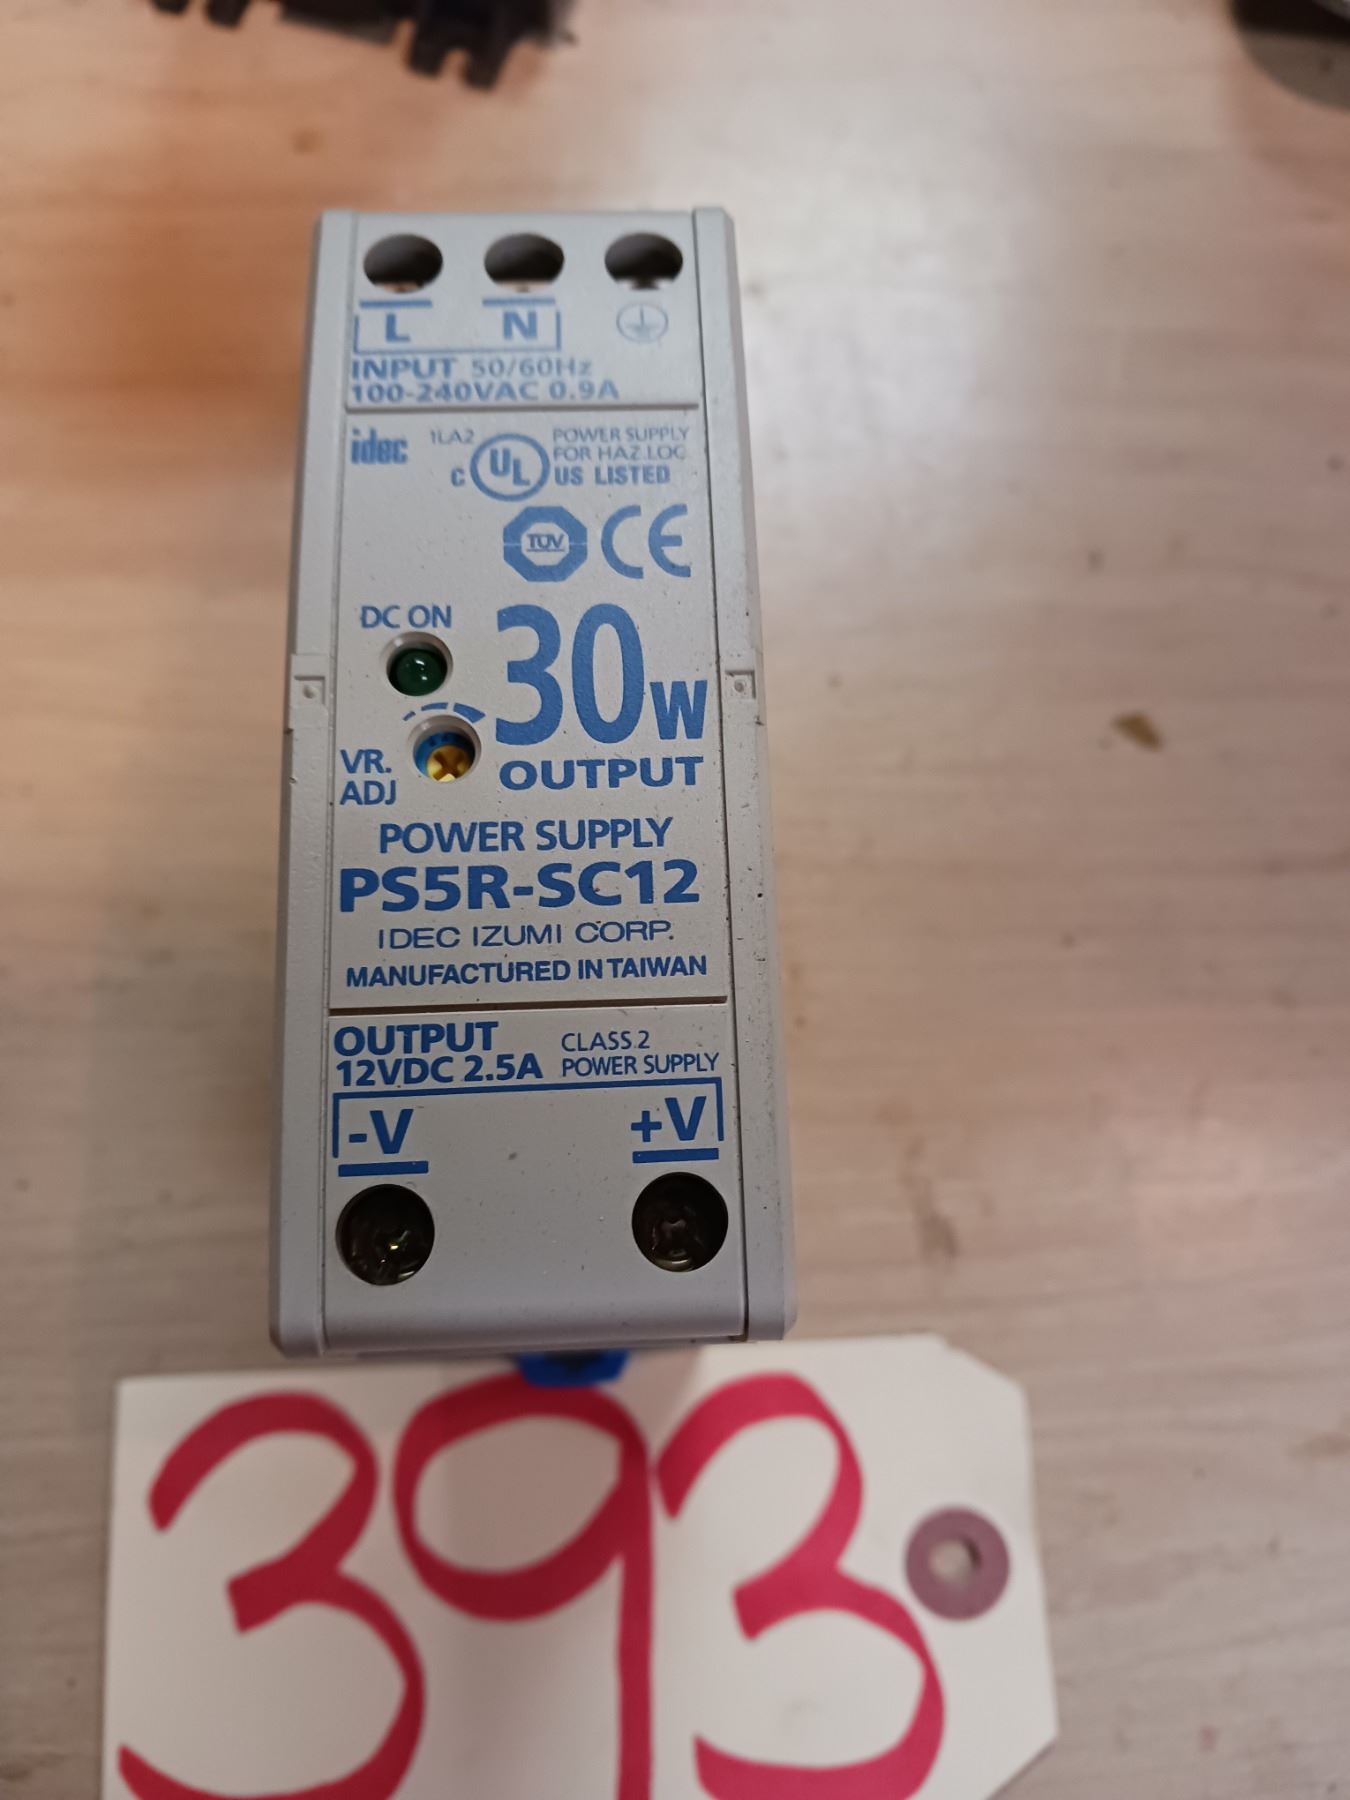 L N
INPUT 50/60Hz
100-240VAC 0.9A
idec 1LA2 C UL US LISTED
POWER SUPPLY
FOR HAZ.LOC.
TÜV CE
DC ON
30W
OUTPUT
VR.
ADJ
POWER SUPPLY
PS5R-SC12
IDEC IZUMI CORP.
MANUFACTURED IN TAIWAN
OUTPUT
12VDC 2.5A
CLASS 2
POWER SUPPLY
-V +V
393